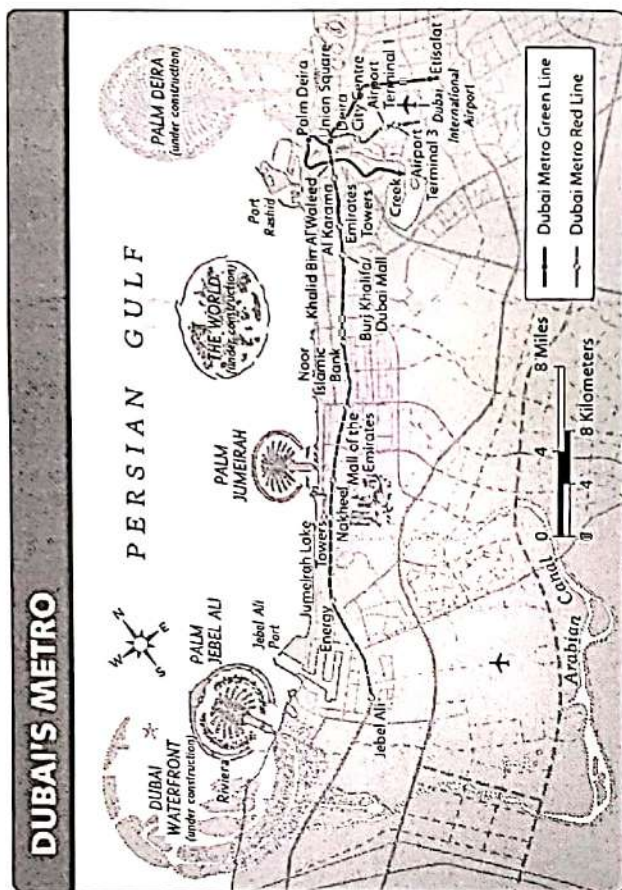 DUBAI'S METRO
PERSIAN GULF
DUBAI
WATERFRONT
(under construction)
Riviera
PALM
JEBEL ALI
Jebel Ali
Port
W
N
S
E
PALM
JUMEIRAH
THE WORLD
(under construction)
PALM DEIRA
(under construction)
Port
Rashid
Jebel Ali
Energy
Jumeirah Lake
Towers
Nakheel
Mall of the
Emirates
Noor
Islamic
Bank
Burj Khalifa/
Dubai Mall
Emirates
Towers
Khalid Bin Al Waleed
Al Karama
Palm Deira
Union Square
Deira
City Centre
Airport
Terminal 1
Etisalat
Dubai
International
Airport
Creek
Airport
Terminal 3
Arabian Canal
0 4 8 Miles
0 4 8 Kilometers
Dubai Metro Green Line
Dubai Metro Red Line